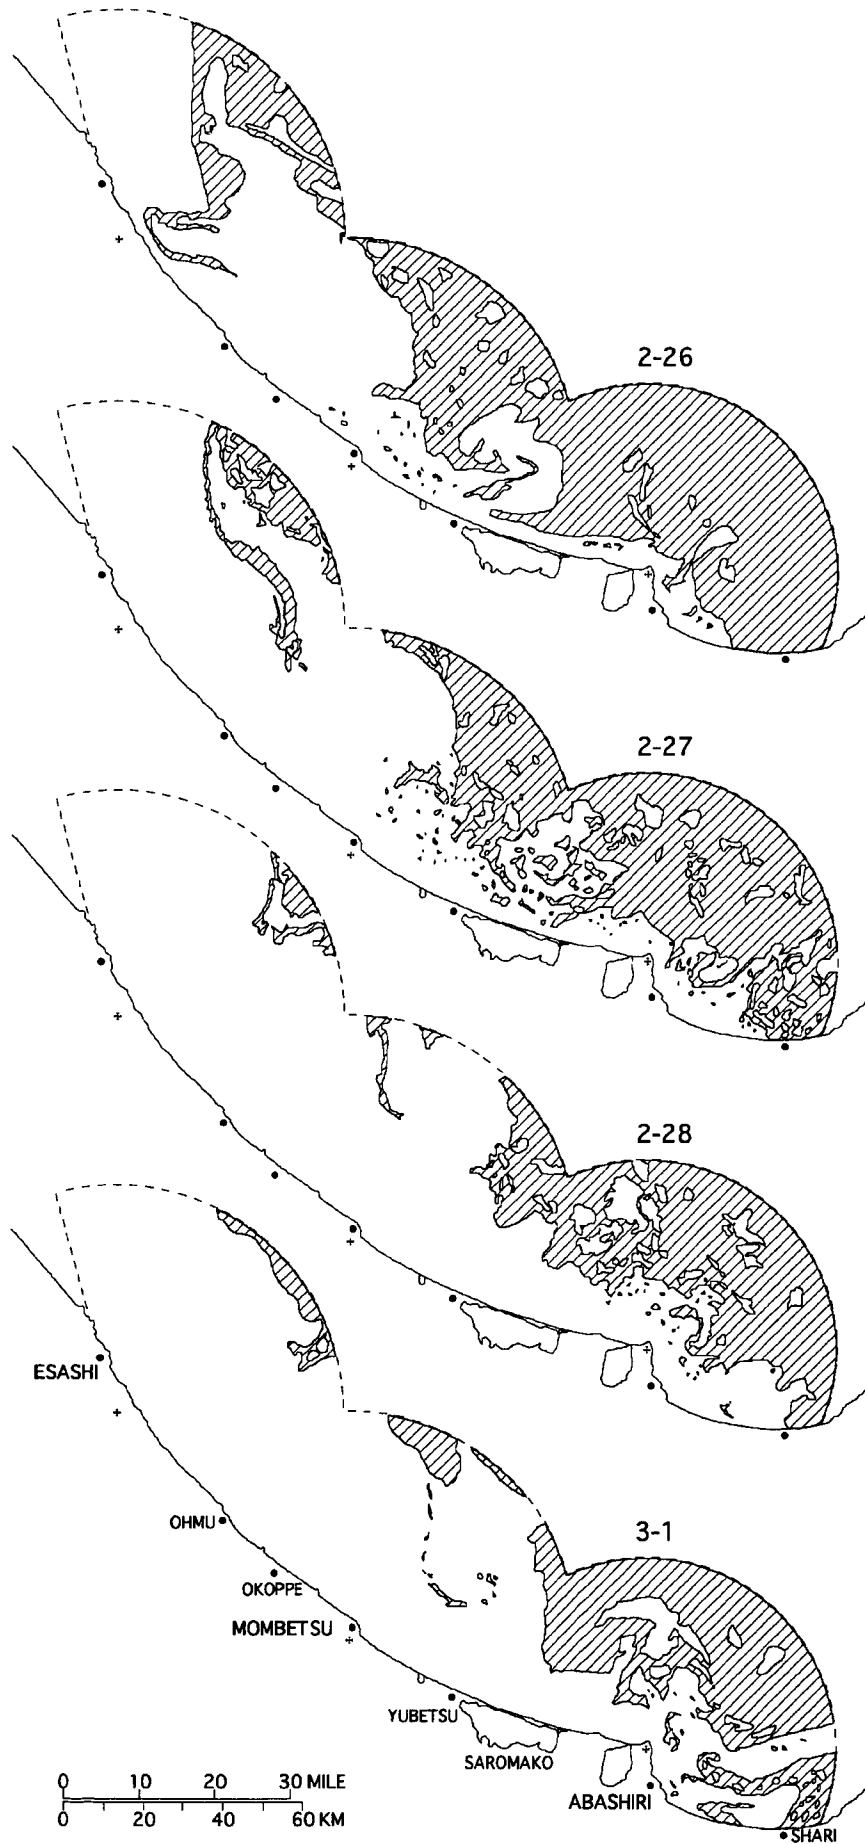 2-26
2-27
2-28
3-1
ESASHI
OHMU
OKOPPE
MOMBETSU
YUBETSU
SAROMAKO
ABASHIRI
SHARI
0 10 20 30 MILE
0 20 40 60 KM